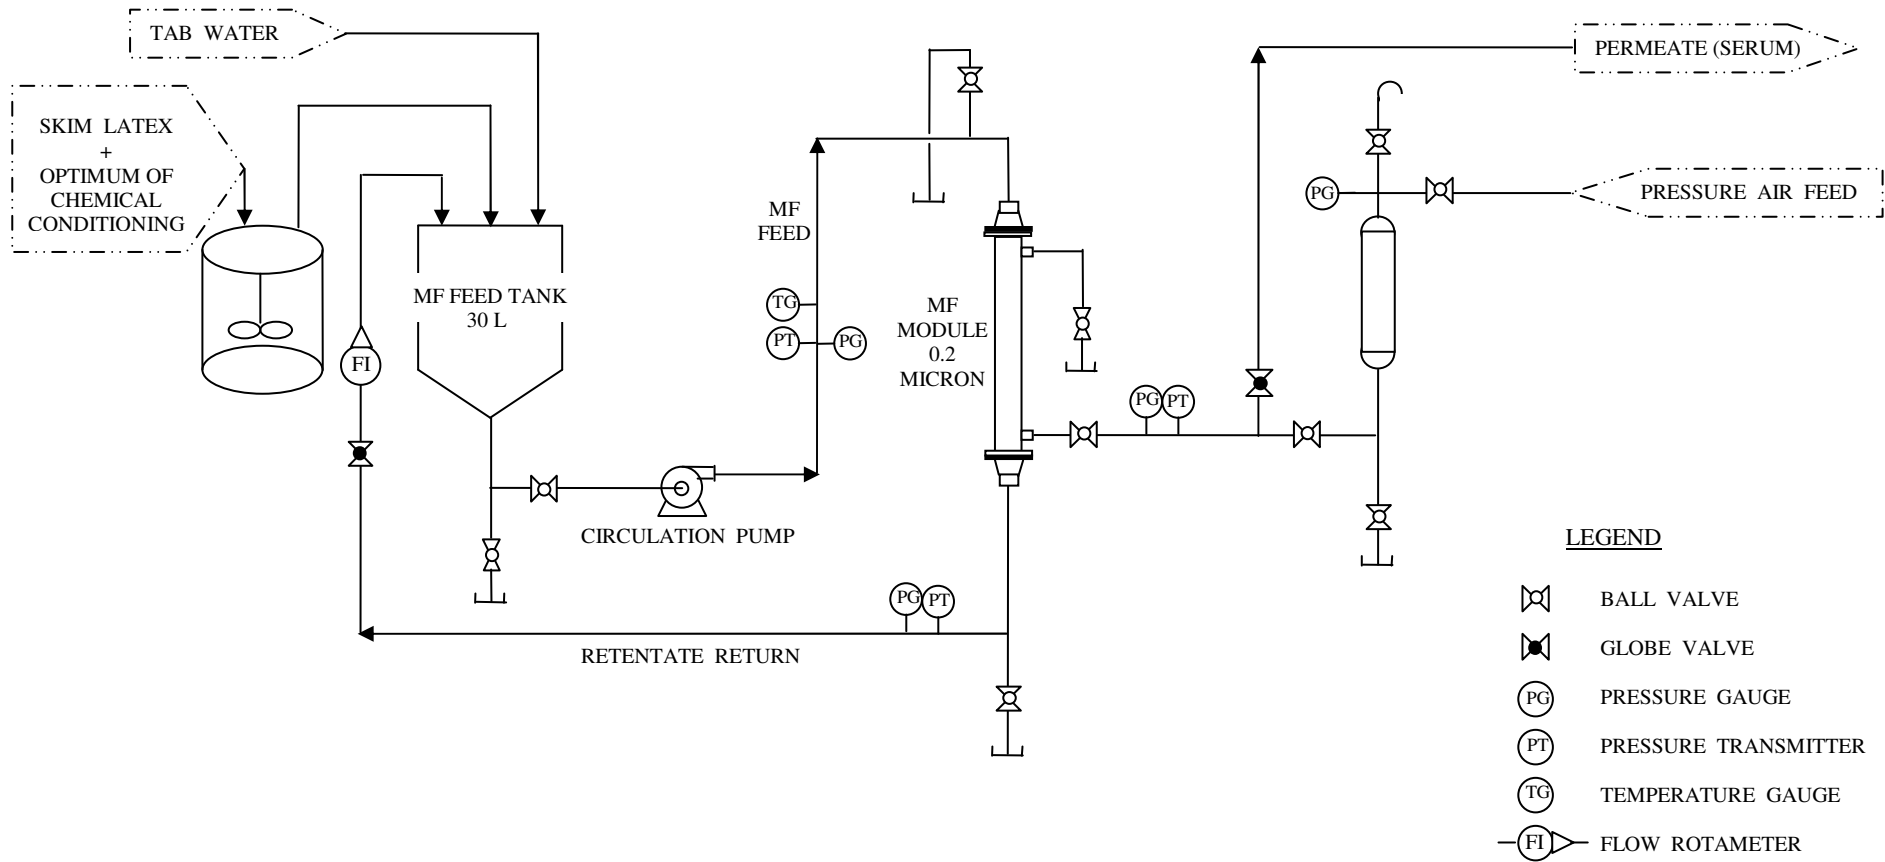 TAB WATER
SKIM LATEX
+
OPTIMUM OF
CHEMICAL
CONDITIONING
FI
MF FEED TANK
30 L
CIRCULATION PUMP
MF
FEED
TG
PT
PG
MF
MODULE
0.2
MICRON
PG
PT
RETENTATE RETURN
PG
PT
PERMEATE (SERUM)
PG
PRESSURE AIR FEED
LEGEND
BALL VALVE
GLOBE VALVE
PG PRESSURE GAUGE
PT PRESSURE TRANSMITTER
TG TEMPERATURE GAUGE
FI FLOW ROTAMETER